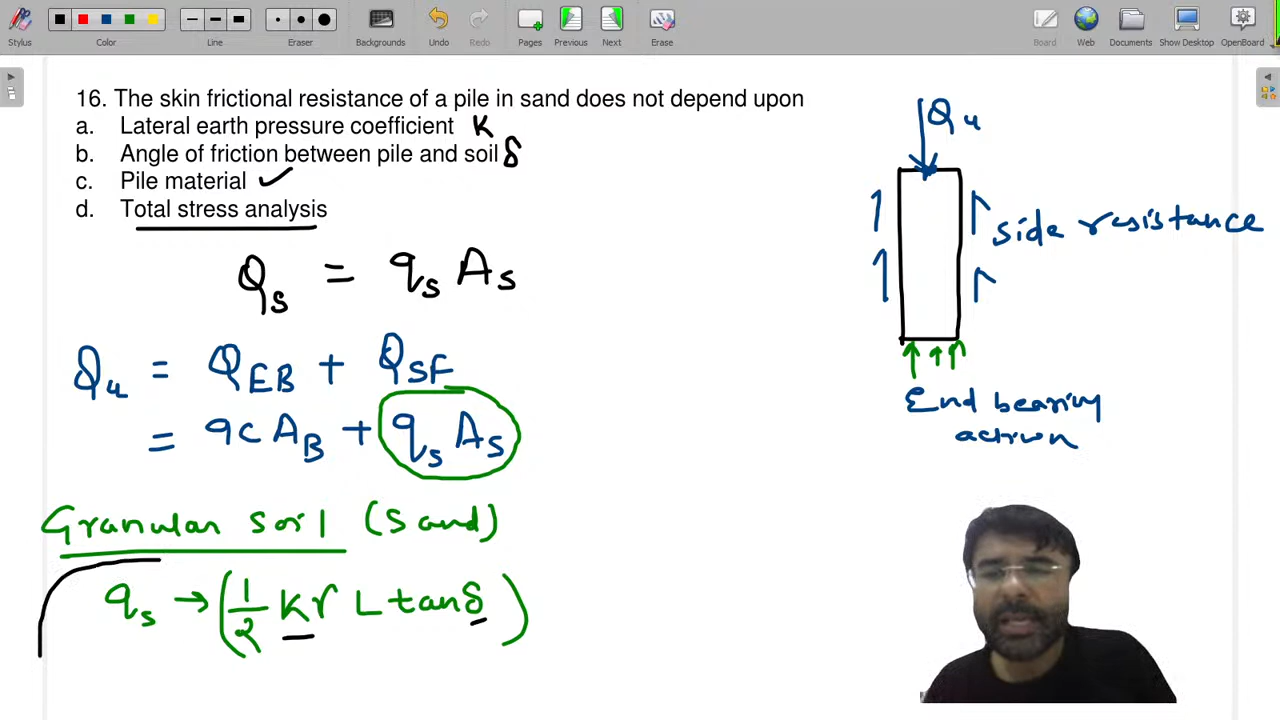 Stylus
Color
Line
Eraser
Backgrounds
Undo
Redo
Pages
Previous
Next
Erase
Board
Web
Documents
Show Desktop
OpenBoard
16. The skin frictional resistance of a pile in sand does not depend upon
a. Lateral earth pressure coefficient K
b. Angle of friction between pile and soil δ
c. Pile material ✓
d. Total stress analysis
Qs = qs As
Qu = QEB + QSF
= qc AB + qs As
Granular soil (Sand)
qs → (1/2 K r L tan δ)
Qu
side resistance
End bearing
action